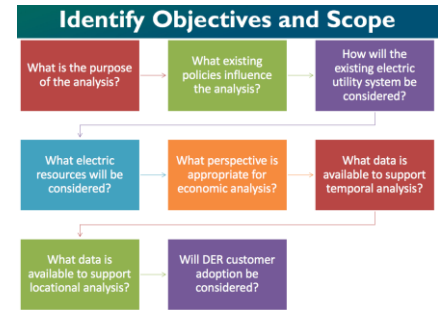 Identify Objectives and Scope
What is the purpose
of the analysis?
What existing
policies influence
the analysis?
How will the
existing electric
utility system be
considered?
What electric
resources will be
considered?
What perspective is
appropriate for
economic analysis?
What data is
available to support
temporal analysis?
What data is
available to support
locational analysis?
Will DER customer
adoption be
considered?